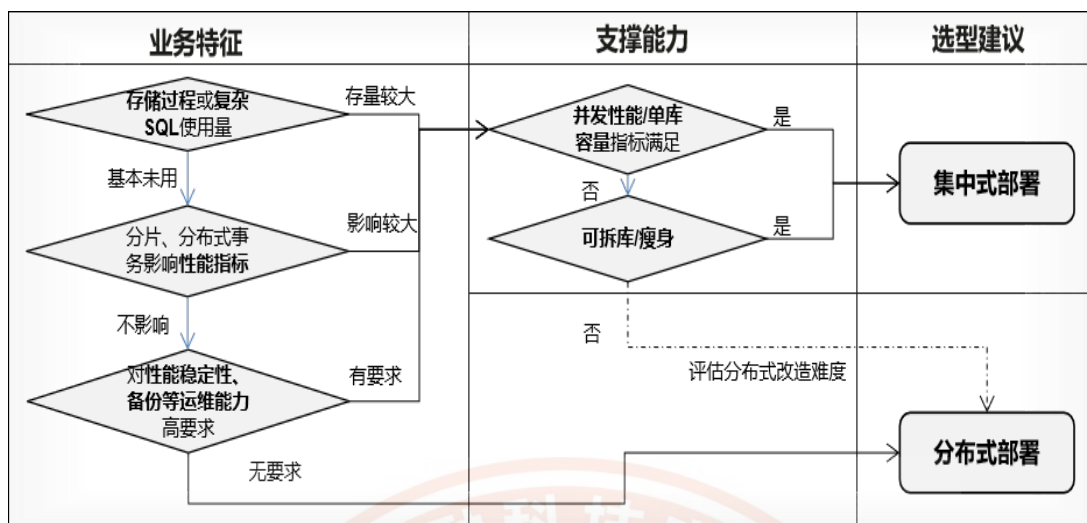 业务特征
支撑能力
选型建议
存储过程或复杂
SQL使用量
存量较大
基本未用
分片、分布式事
务影响性能指标
影响较大
不影响
对性能稳定性、
备份等运维能力
高要求
有要求
无要求
并发性能/单库
容量指标满足
是
否
可拆库/瘦身
是
否
评估分布式改造难度
集中式部署
分布式部署